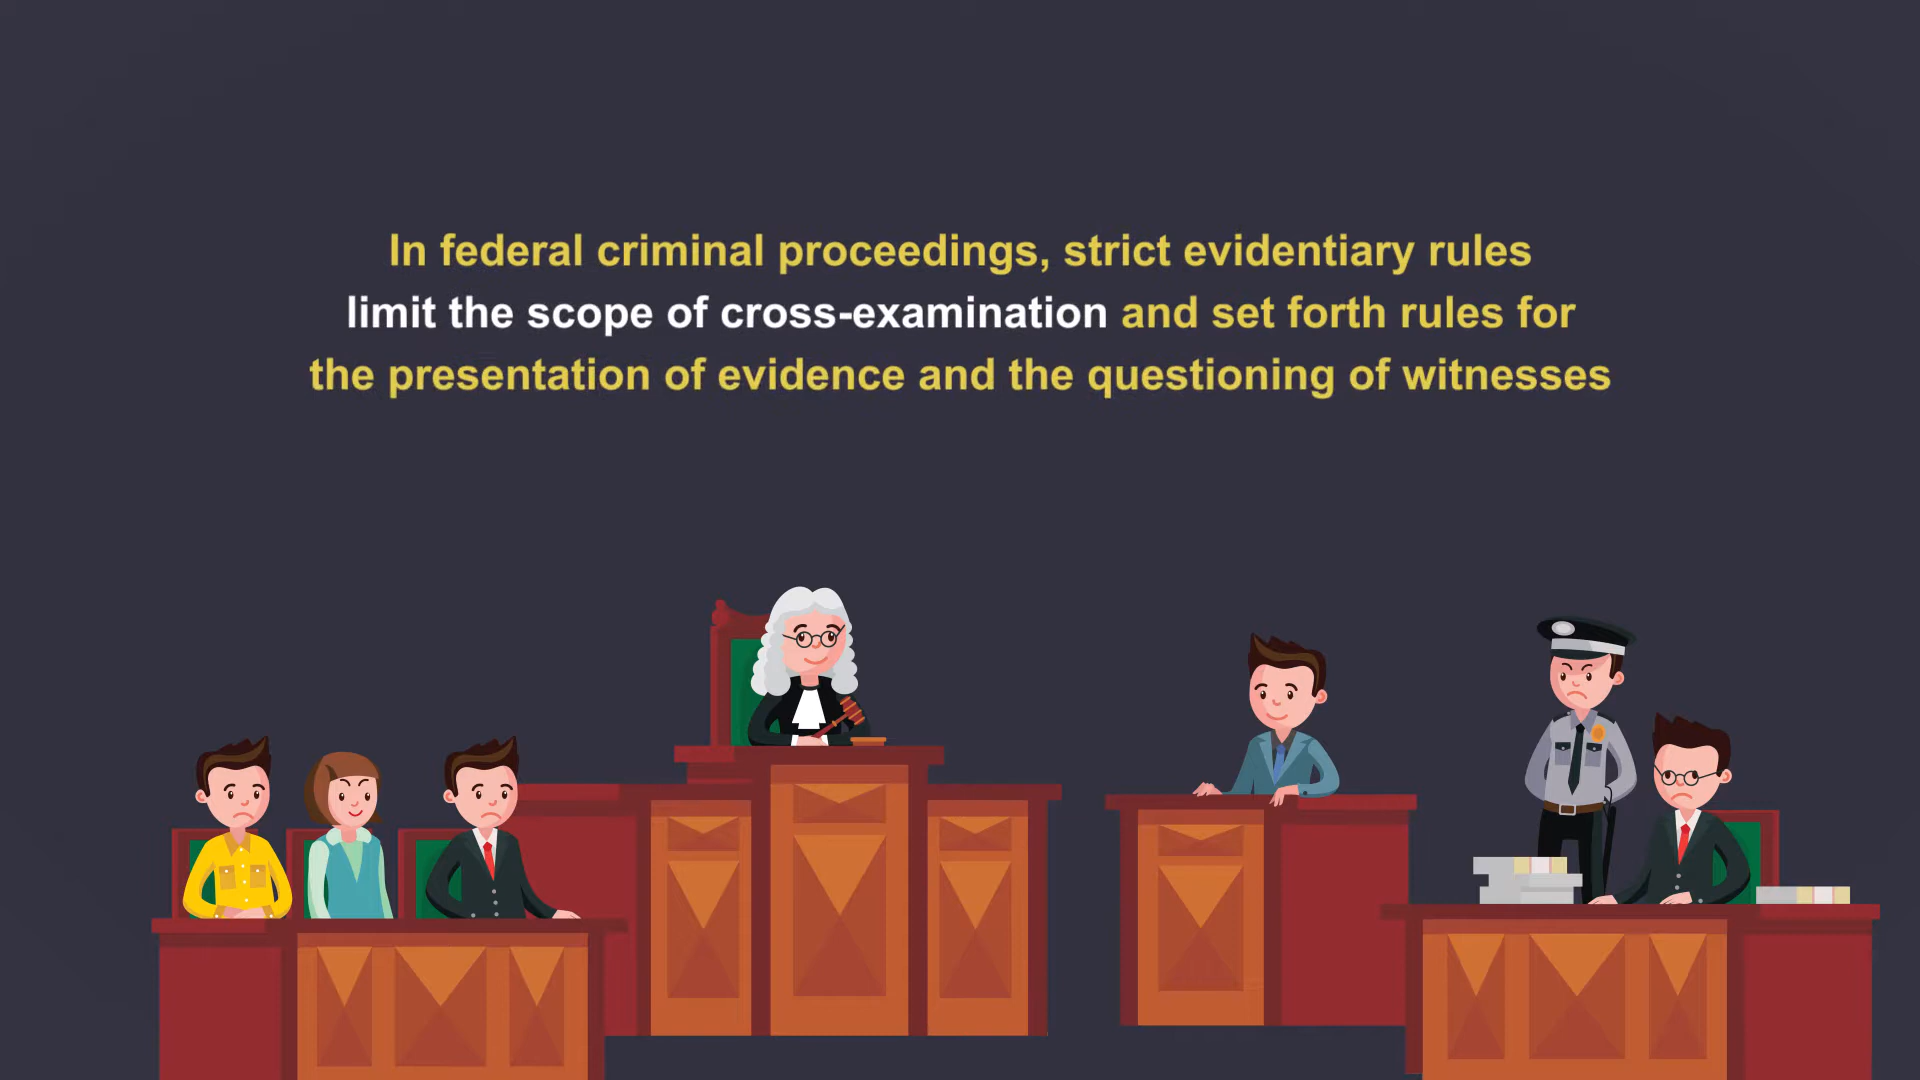 In federal criminal proceedings, strict evidentiary rules
limit the scope of cross-examination and set forth rules for
the presentation of evidence and the questioning of witnesses